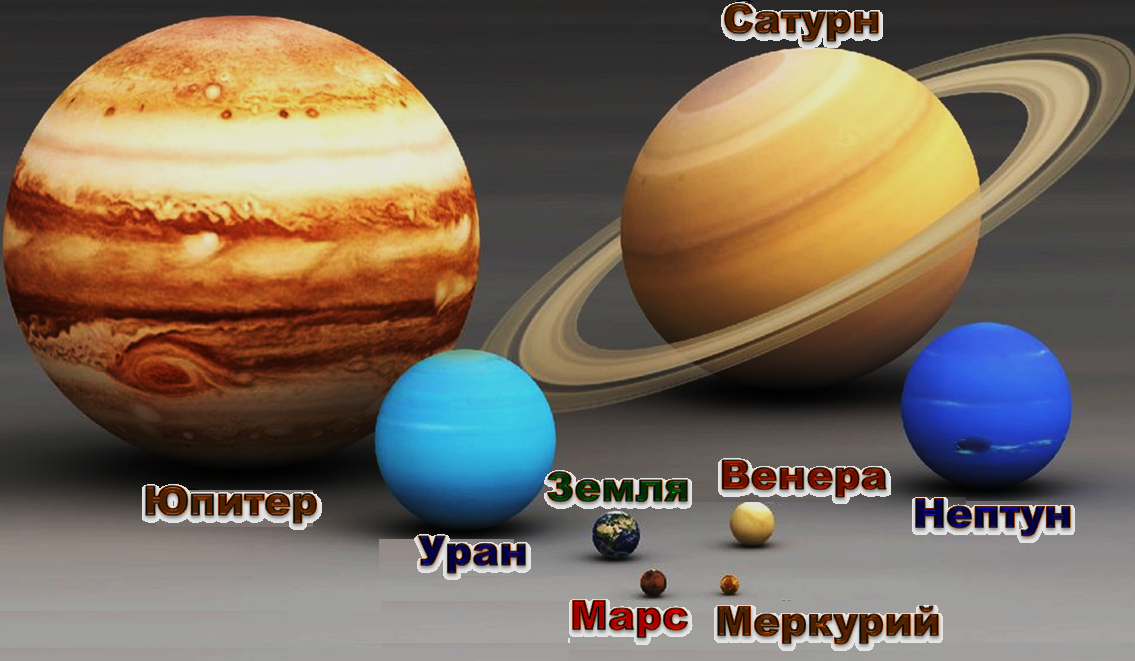 Сатурн
Юпитер
Уран
Земля
Венера
Нептун
Марс
Меркурий